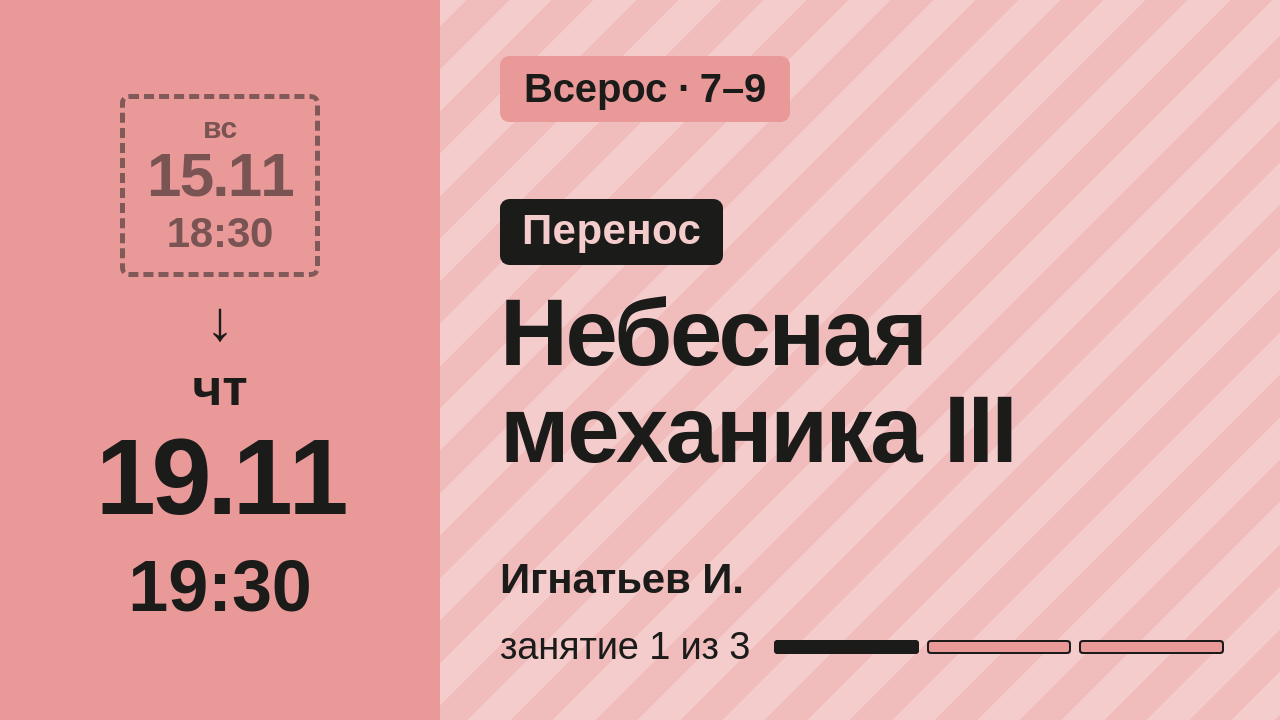 вс
15.11
18:30
↓
чт
19.11
19:30
Всерос · 7–9
Перенос
Небесная
механика III
Игнатьев И.
занятие 1 из 3